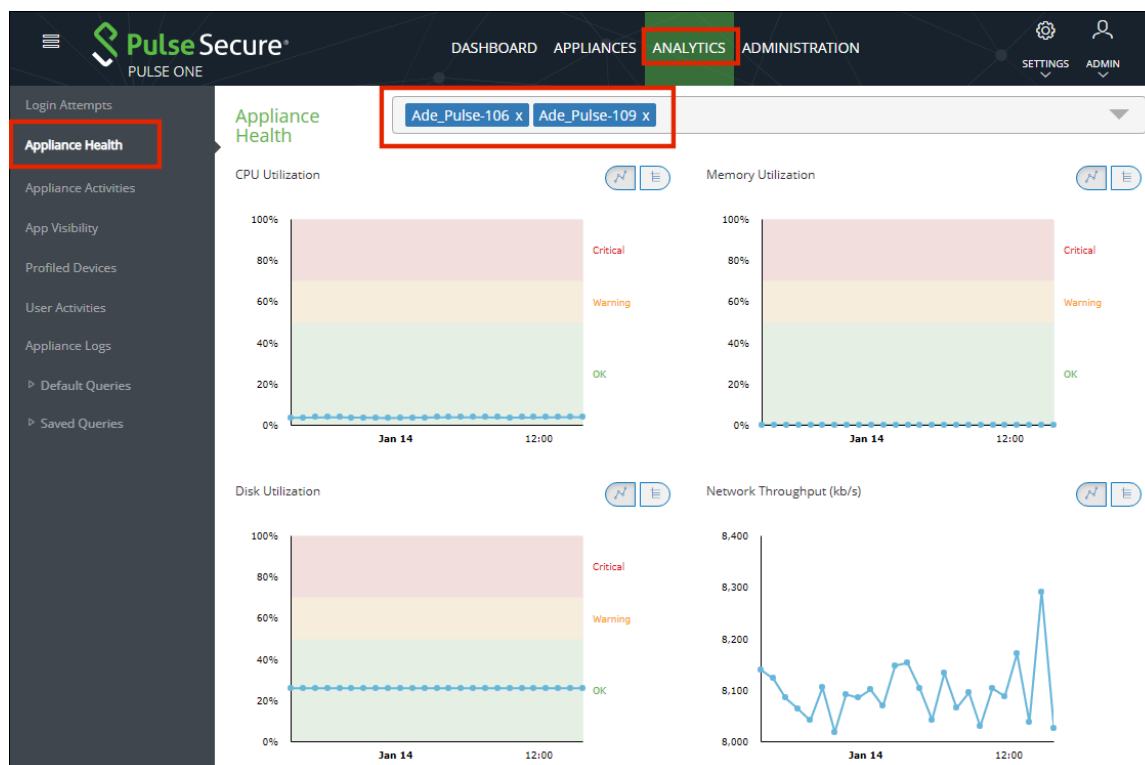 Pulse Secure®
PULSE ONE
DASHBOARD APPLIANCES ANALYTICS ADMINISTRATION
SETTINGS ADMIN
Login Attempts
Appliance Health
Appliance Activities
App Visibility
Profiled Devices
User Activities
Appliance Logs
Default Queries
Saved Queries
Appliance
Health
Ade_Pulse-106 x Ade_Pulse-109 x
CPU Utilization
100%
80%
60%
40%
20%
0%
Critical
Warning
OK
Jan 14 12:00
Memory Utilization
100%
80%
60%
40%
20%
0%
Critical
Warning
OK
Jan 14 12:00
Disk Utilization
100%
80%
60%
40%
20%
0%
Critical
Warning
OK
Jan 14 12:00
Network Throughput (kb/s)
8,400
8,300
8,200
8,100
8,000
Jan 14 12:00